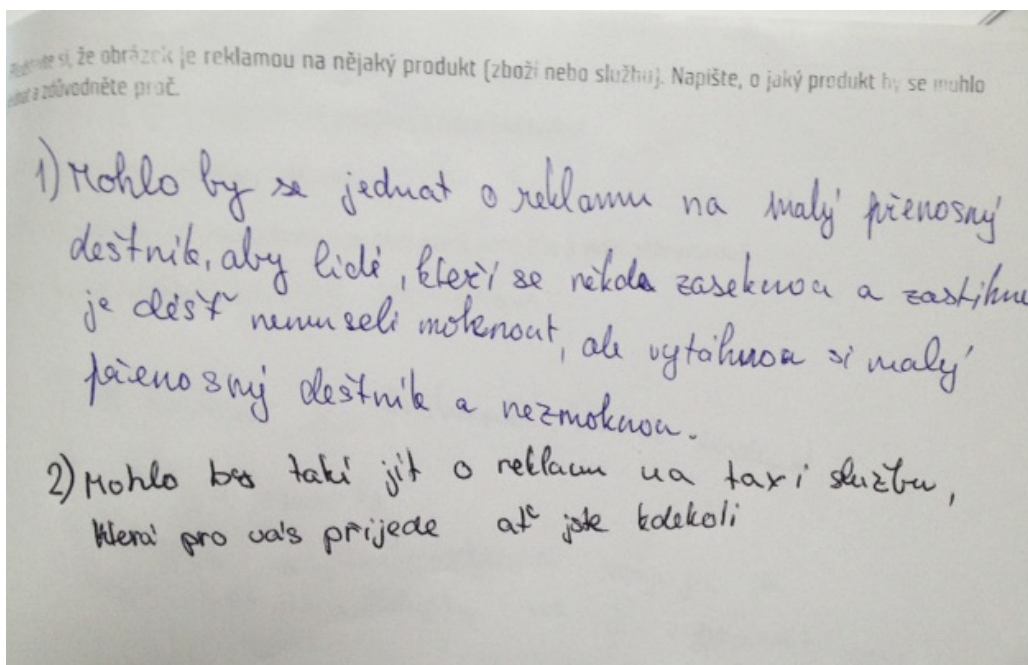 si, že obrázek je reklamou na nějaký produkt (zboží nebo službu). Napište, o jaký produkt by se mohlo
a zdůvodněte proč.
1) Mohlo by se jednat o reklamu na malý přenosný
deštník, aby lidé, kteří se někde zaseknou a zastihne
je déšť nemuseli moknout, ale vytáhnou si malý
přenosný deštník a nezmoknou.
2) Mohlo by taki jít o reklamu na taxi službu,
která pro vás přijede ať jste kdekoli